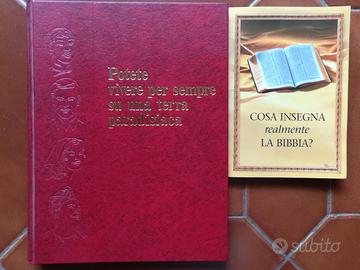 Potete
vivere per sempre
su una terra
paradisiaca
COSA INSEGNA
realmente
LA BIBBIA?
subito